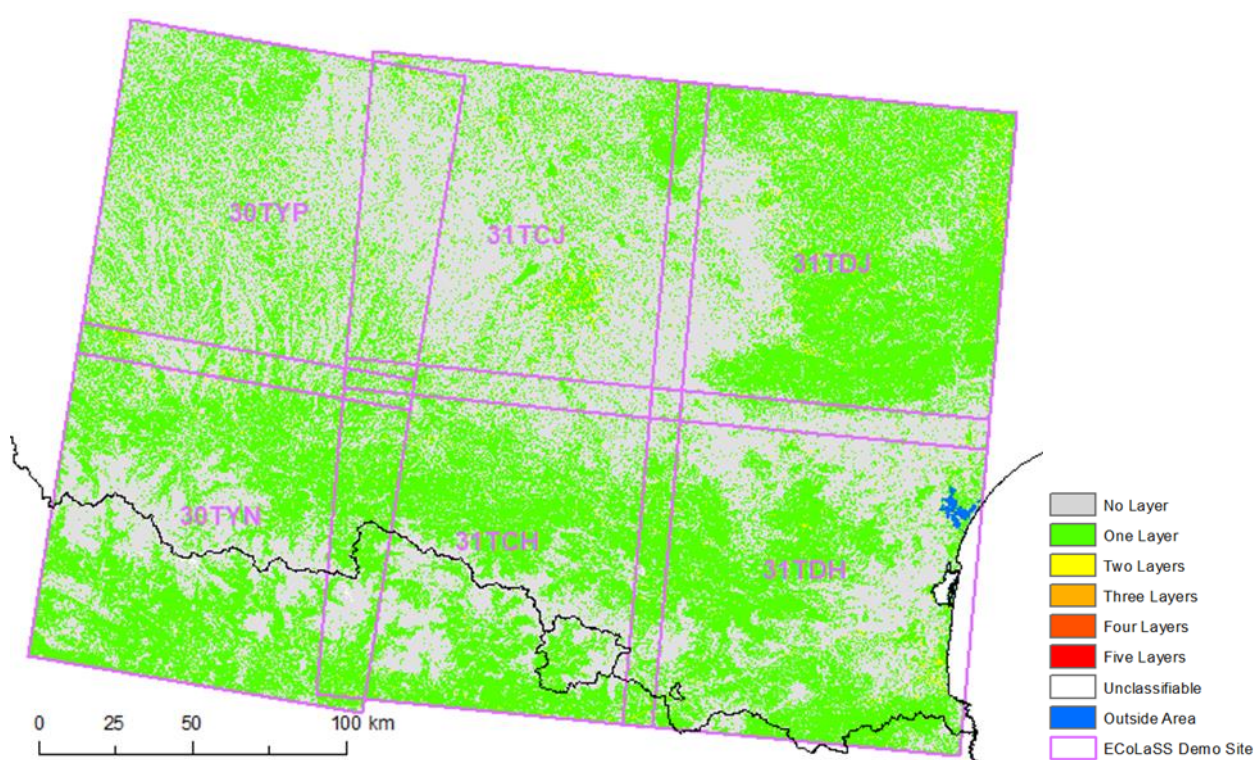 30TYP
31TCJ
31TDJ
30TYN
31TCH
31TDH
0 25 50 100 km
No Layer
One Layer
Two Layers
Three Layers
Four Layers
Five Layers
Unclassifiable
Outside Area
ECoLaSS Demo Site